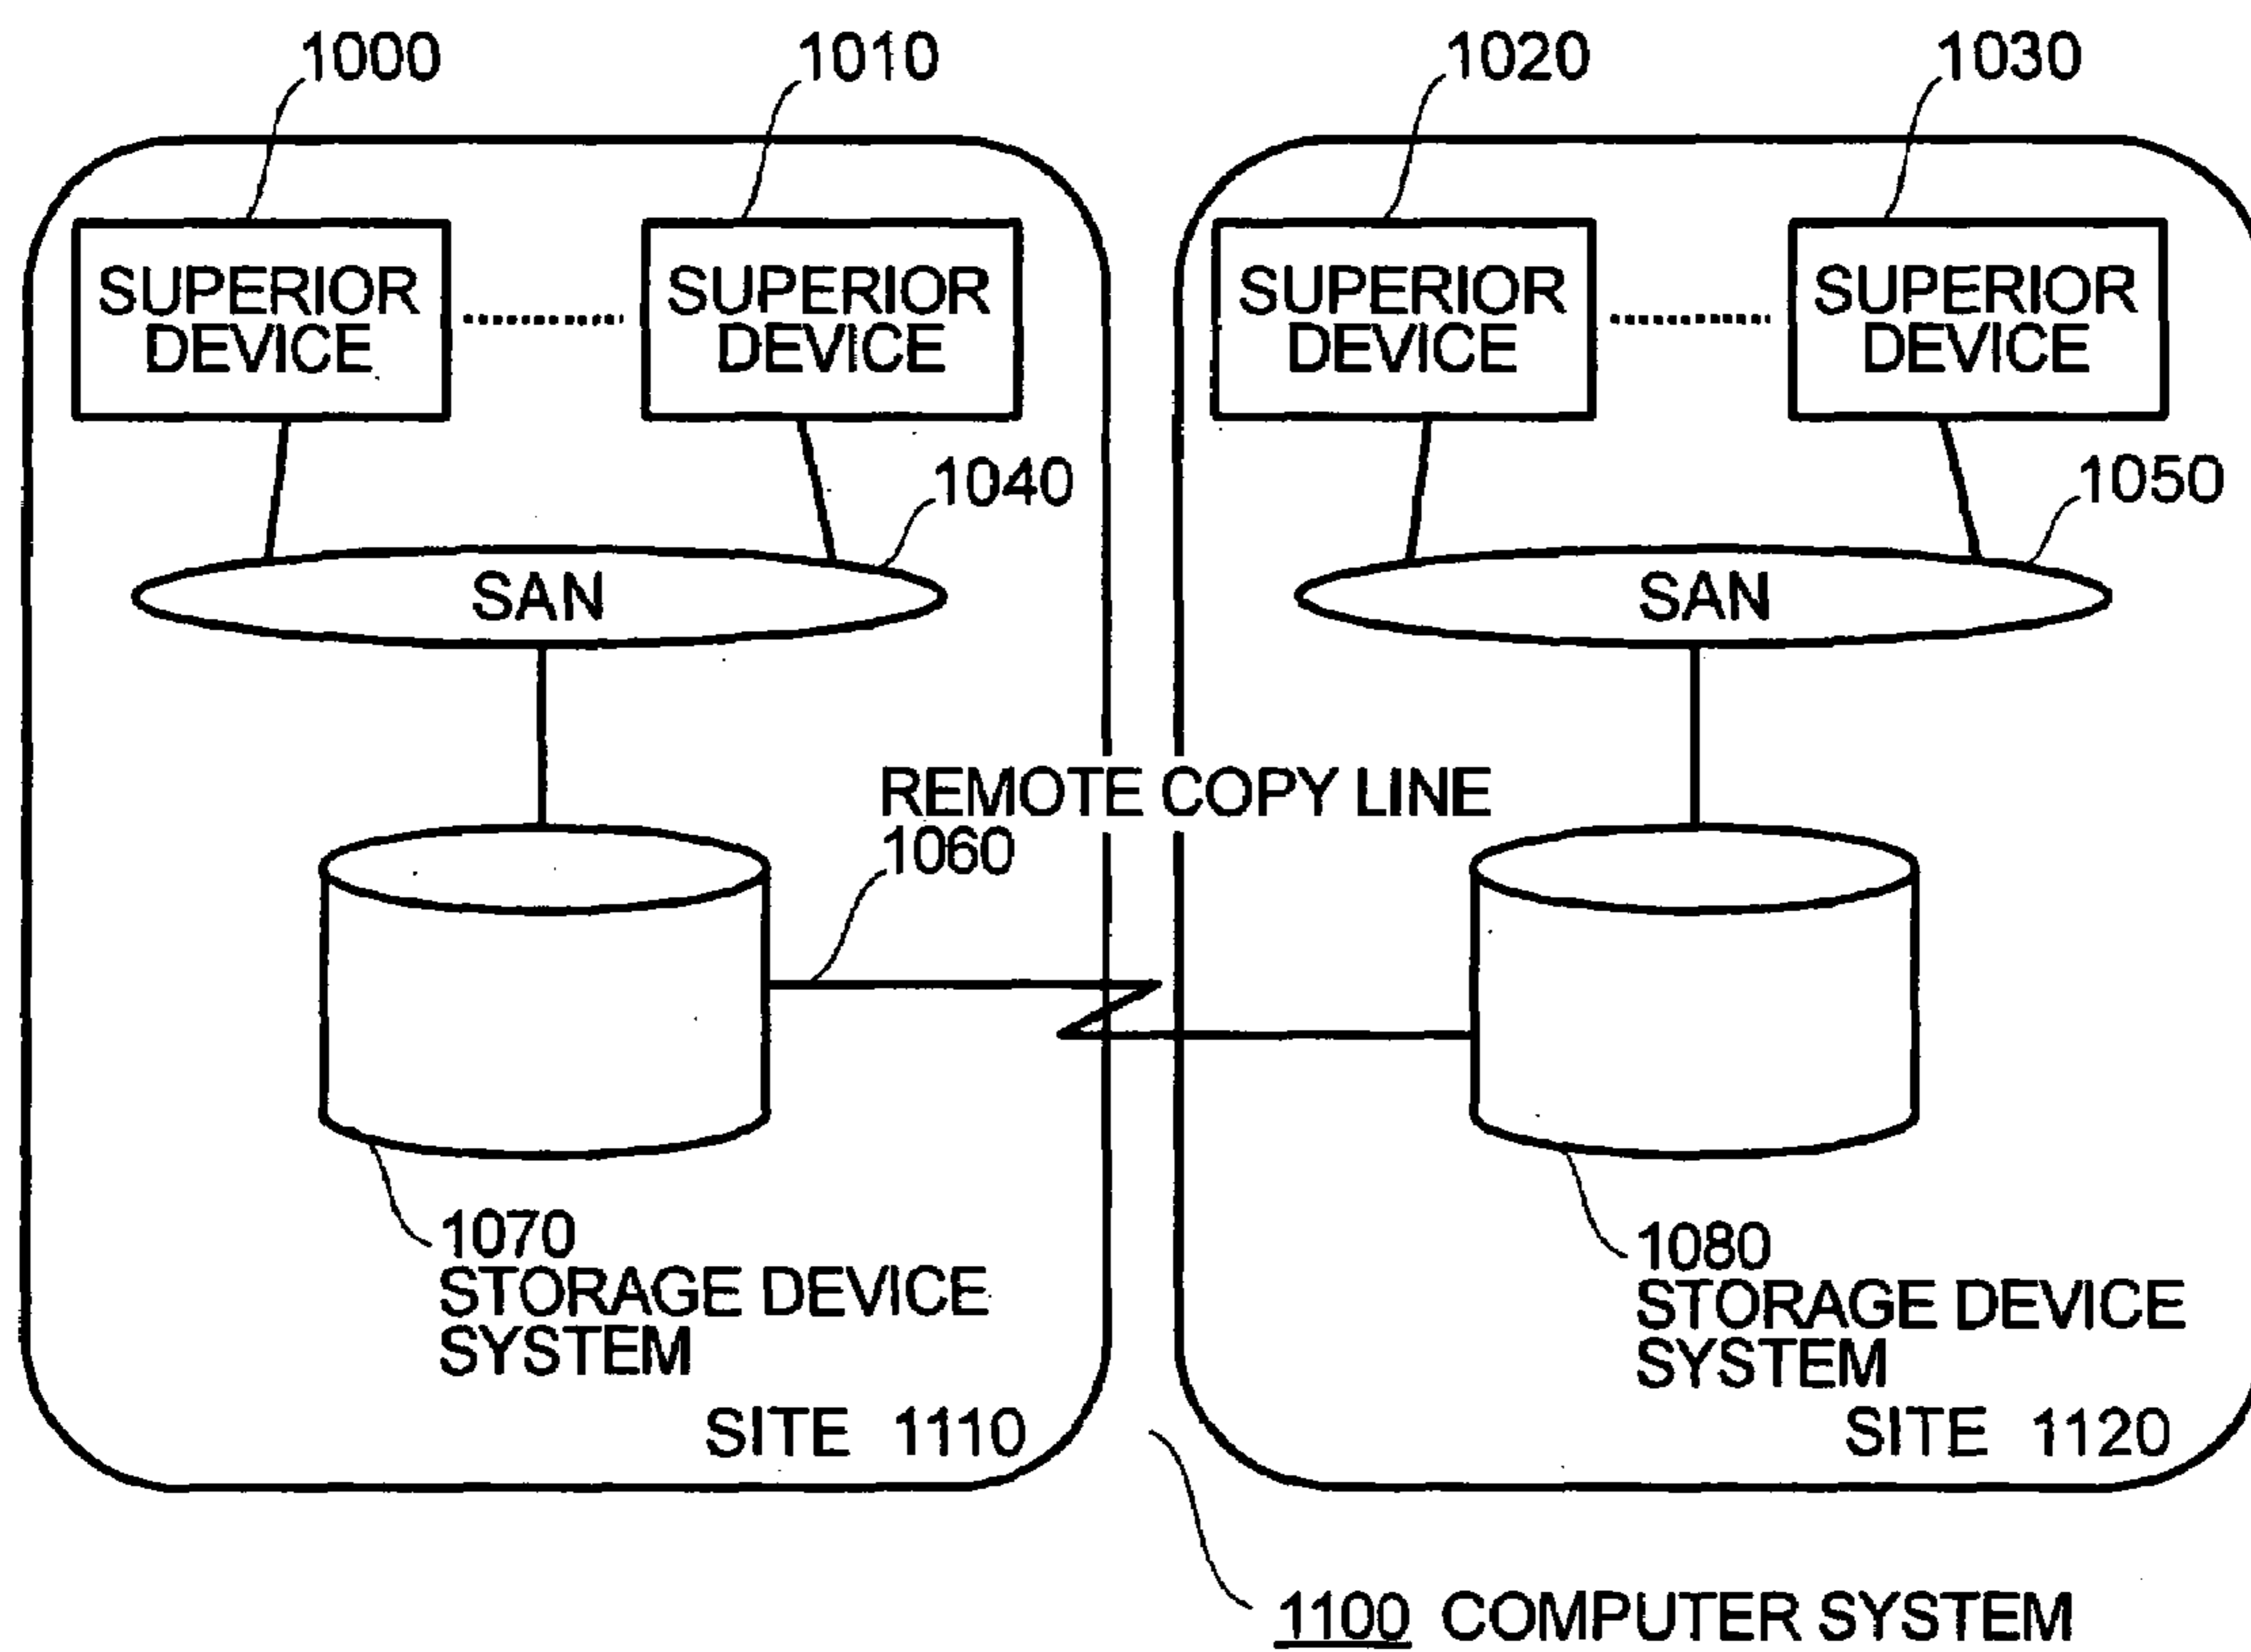 1000
1010
1020
1030
SUPERIOR
DEVICE
SUPERIOR
DEVICE
SUPERIOR
DEVICE
SUPERIOR
DEVICE
1040
1050
SAN
SAN
REMOTE COPY LINE
1060
1070
STORAGE DEVICE
SYSTEM
1080
STORAGE DEVICE
SYSTEM
SITE 1110
SITE 1120
1100 COMPUTER SYSTEM